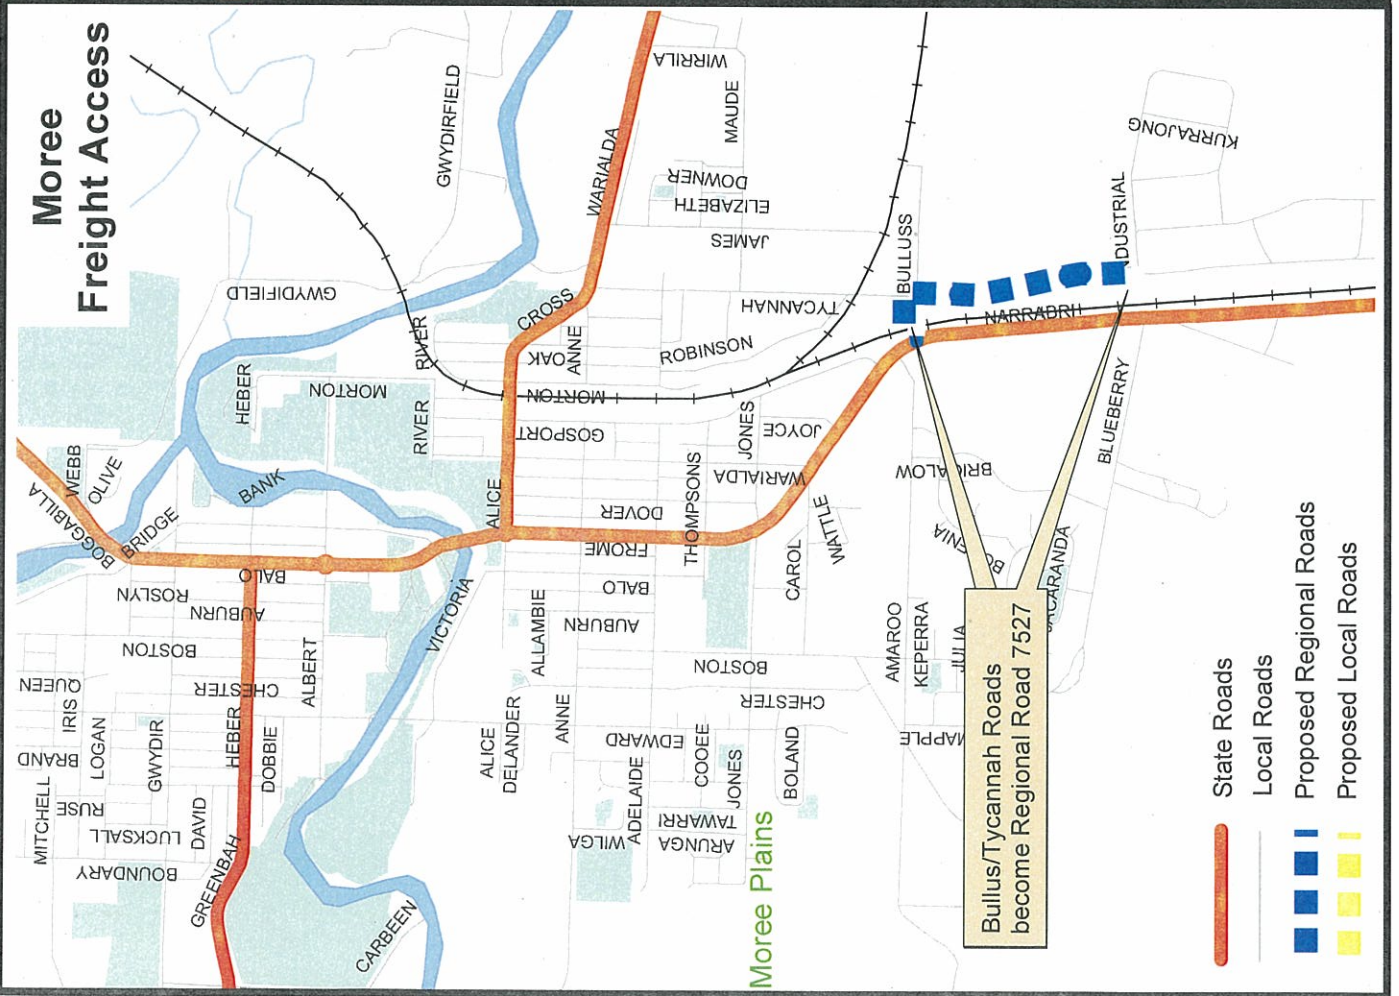 Moree
Freight Access
GWYDIRFIELD
WIRRILA
MAUDE
WARIALDA
DOWNER
ELIZABETH
JAMES
KURRAJONG
NDUSTRIAL
BULLUSS
GWYDIFIELD
CROSS
TYCANNAH
NARRABRI
RIVER
OAK
ANNE
ROBINSON
HEBER
MORTON
MORTON
RIVER
GOSPORT
JONES
JOYCE
BLUEBERRY
WEBB
OLIVE
BOGGABILLA
BRIDGE
BANK
ALICE
DOVER
THOMPSONS
WARIALDA
WATTLE
BRIGALOW
FROME
BALO
BALO
CAROL
ROSLYN
AUBURN
VICTORIA
ALLAMBIE
AUBURN
BOSTON
ALBERT
BOSTON
AMAROO
KEPERRA
QUEEN
IRIS
CHESTER
CHESTER
LOGAN
GWYDIR
HEBER
DOBBIE
ALICE
DELANDER
ANNE
EDWARD
COOEE
JONES
BOLAND
MAPPLE
BRAND
MITCHELL
RUSE
LUCKSALL
DAVID
BOUNDARY
GREENBAH
CARBEEN
WILGA
ADELAIDE
TAWARRI
ARUNGA
Moree Plains
Bullus/Tycannah Roads
become Regional Road 7527
State Roads
Local Roads
Proposed Regional Roads
Proposed Local Roads